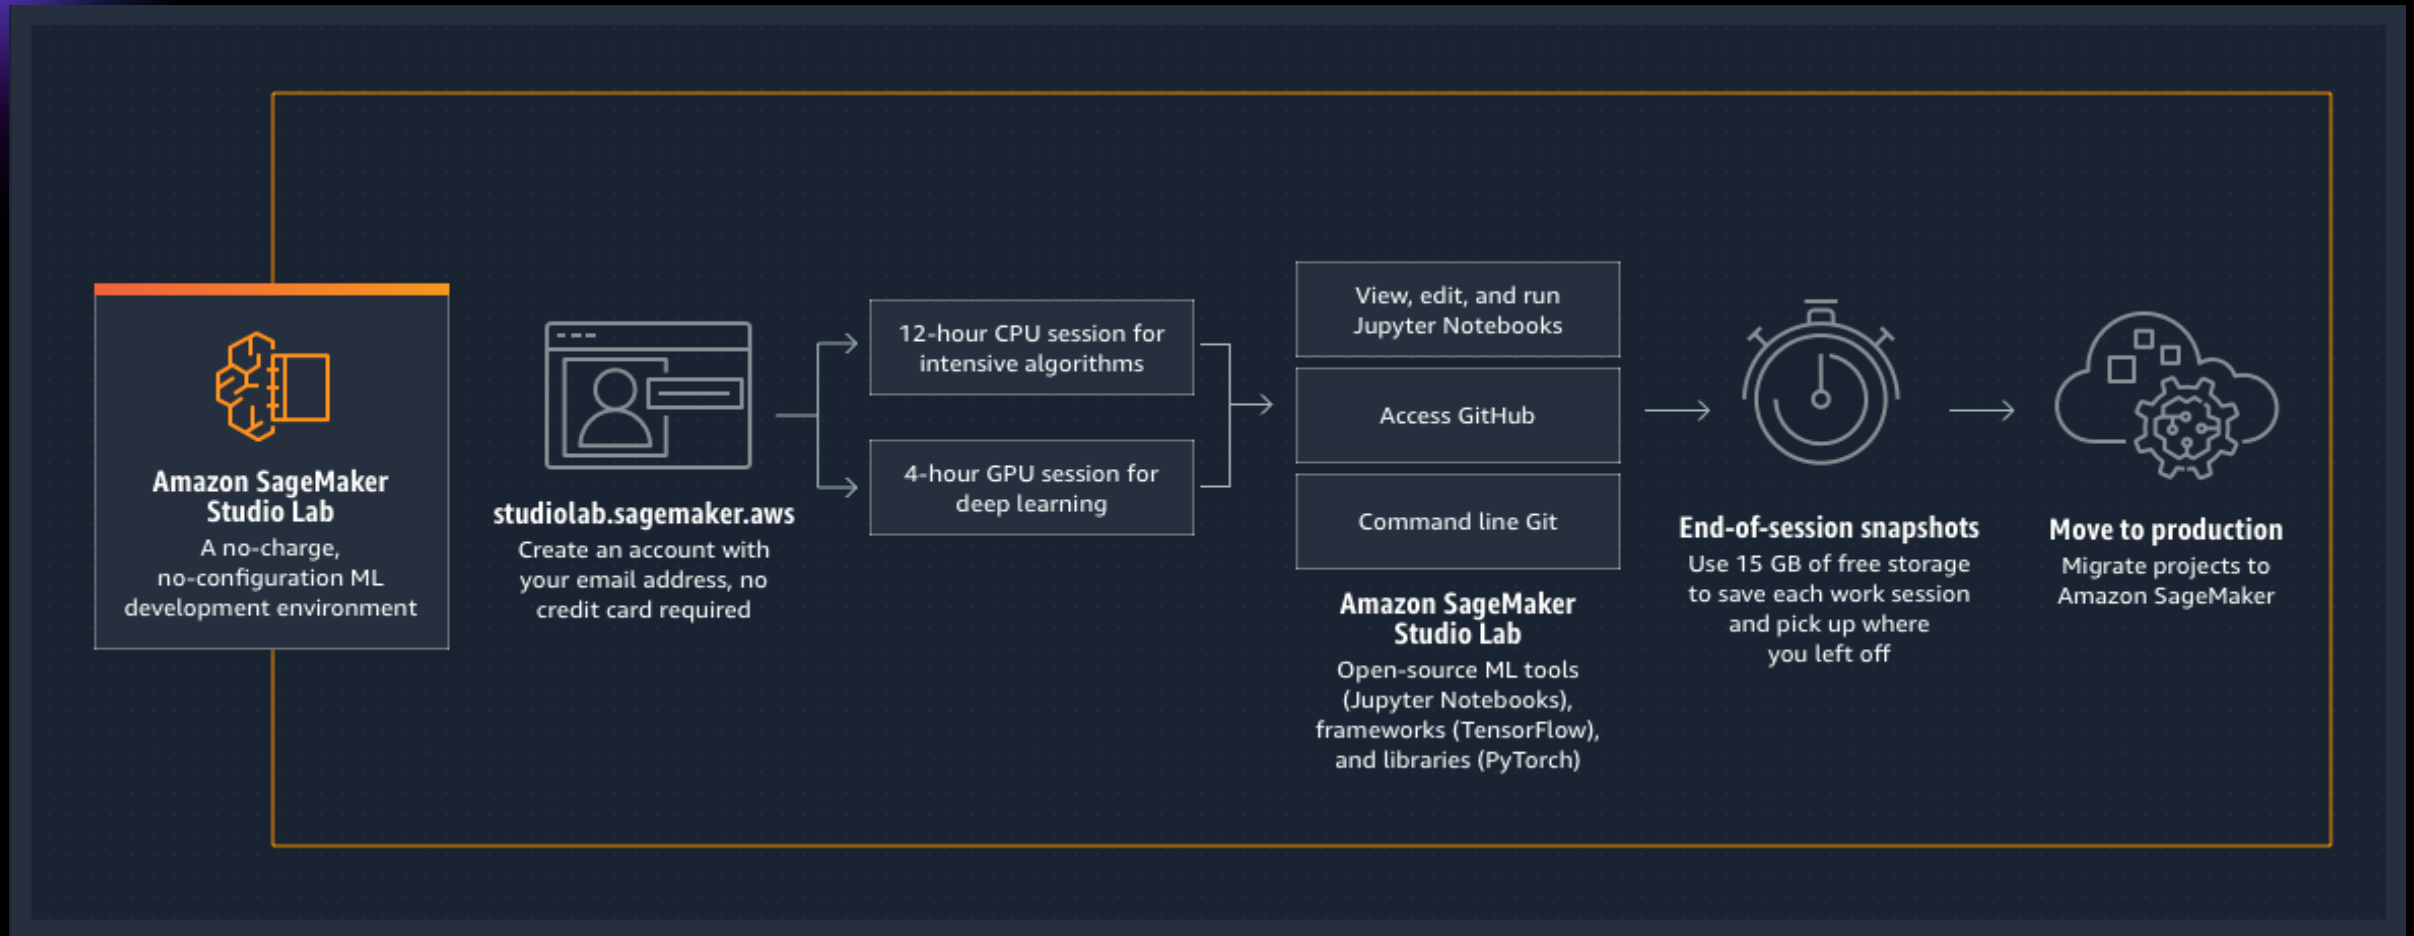 Amazon SageMaker
Studio Lab
A no-charge,
no-configuration ML
development environment
studiolab.sagemaker.aws
Create an account with
your email address, no
credit card required
12-hour CPU session for
intensive algorithms
4-hour GPU session for
deep learning
View, edit, and run
Jupyter Notebooks
Access GitHub
Command line Git
Amazon SageMaker
Studio Lab
Open-source ML tools
(Jupyter Notebooks),
frameworks (TensorFlow),
and libraries (PyTorch)
End-of-session snapshots
Use 15 GB of free storage
to save each work session
and pick up where
you left off
Move to production
Migrate projects to
Amazon SageMaker